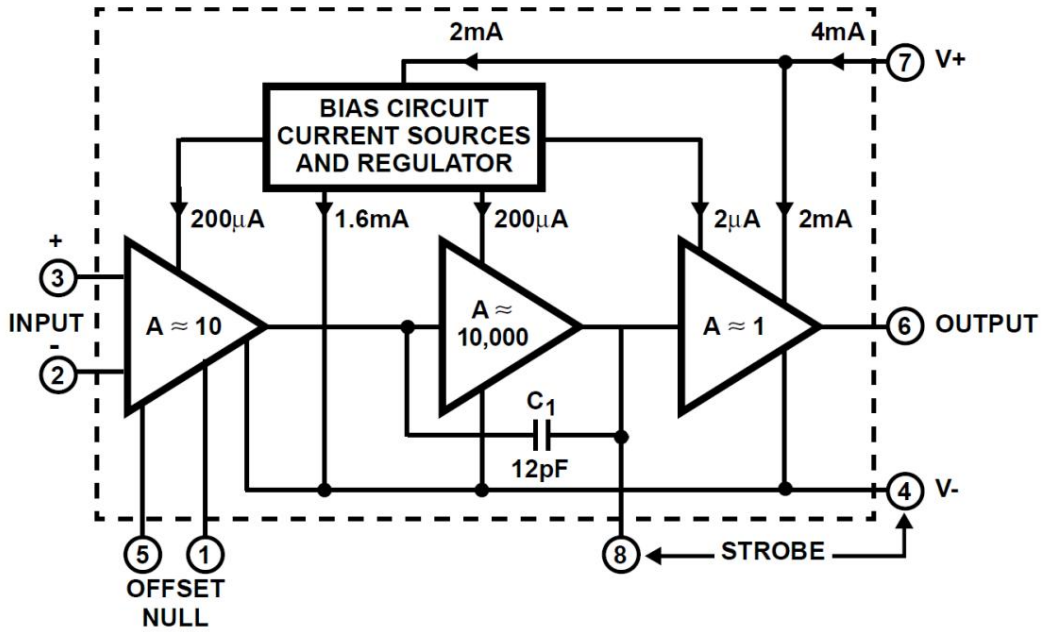 2mA
4mA
7
V+
BIAS CIRCUIT
CURRENT SOURCES
AND REGULATOR
200μA
1.6mA
200μA
2μA
2mA
+
3
INPUT
-
2
A ≈ 10
A ≈
10,000
A ≈ 1
6
OUTPUT
C1
12pF
4
V-
5
1
8
STROBE
OFFSET
NULL